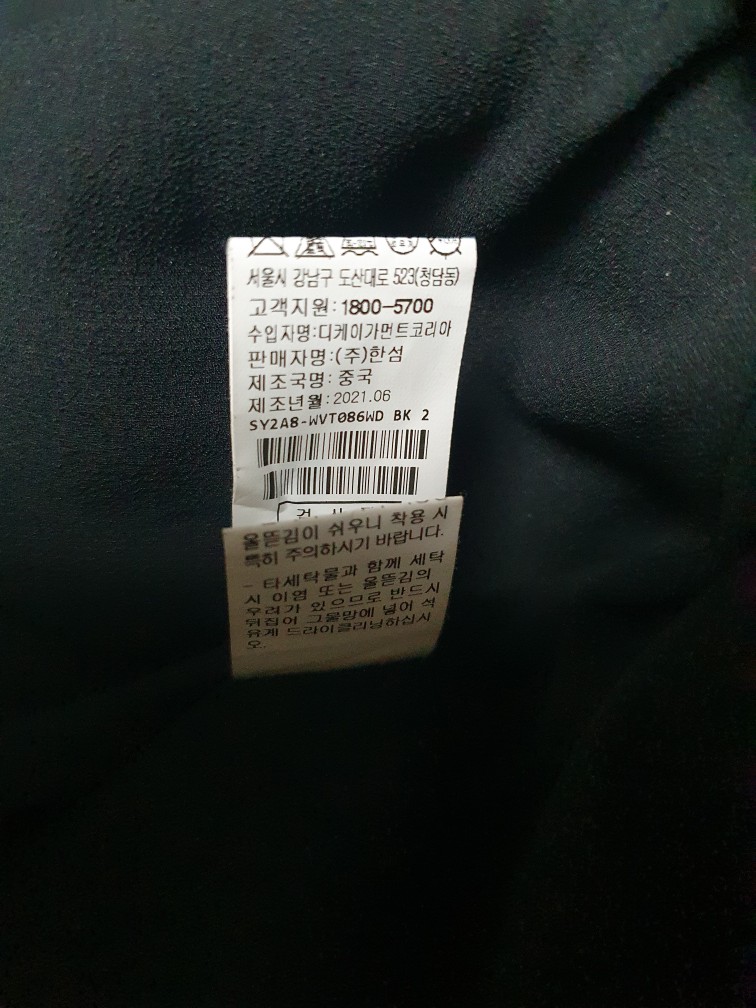 서울시 강남구 도산대로 523(청담동)
고객지원:1800-5700
수입자명:디케이가먼트코리아
판매자명:(주)한섬
제조국명: 중국
제조년월:2021.06
SY2A8-WVT086WD BK 2
올뜯김이 쉬우니 착용 시
특히 주의하시기 바랍니다.
- 타세탁물과 함께 세탁
시 이염 또는 올뜯김의
우려가 있으므로 반드시
뒤집어 그물망에 넣어 석
유계 드라이클리닝하십시
오.